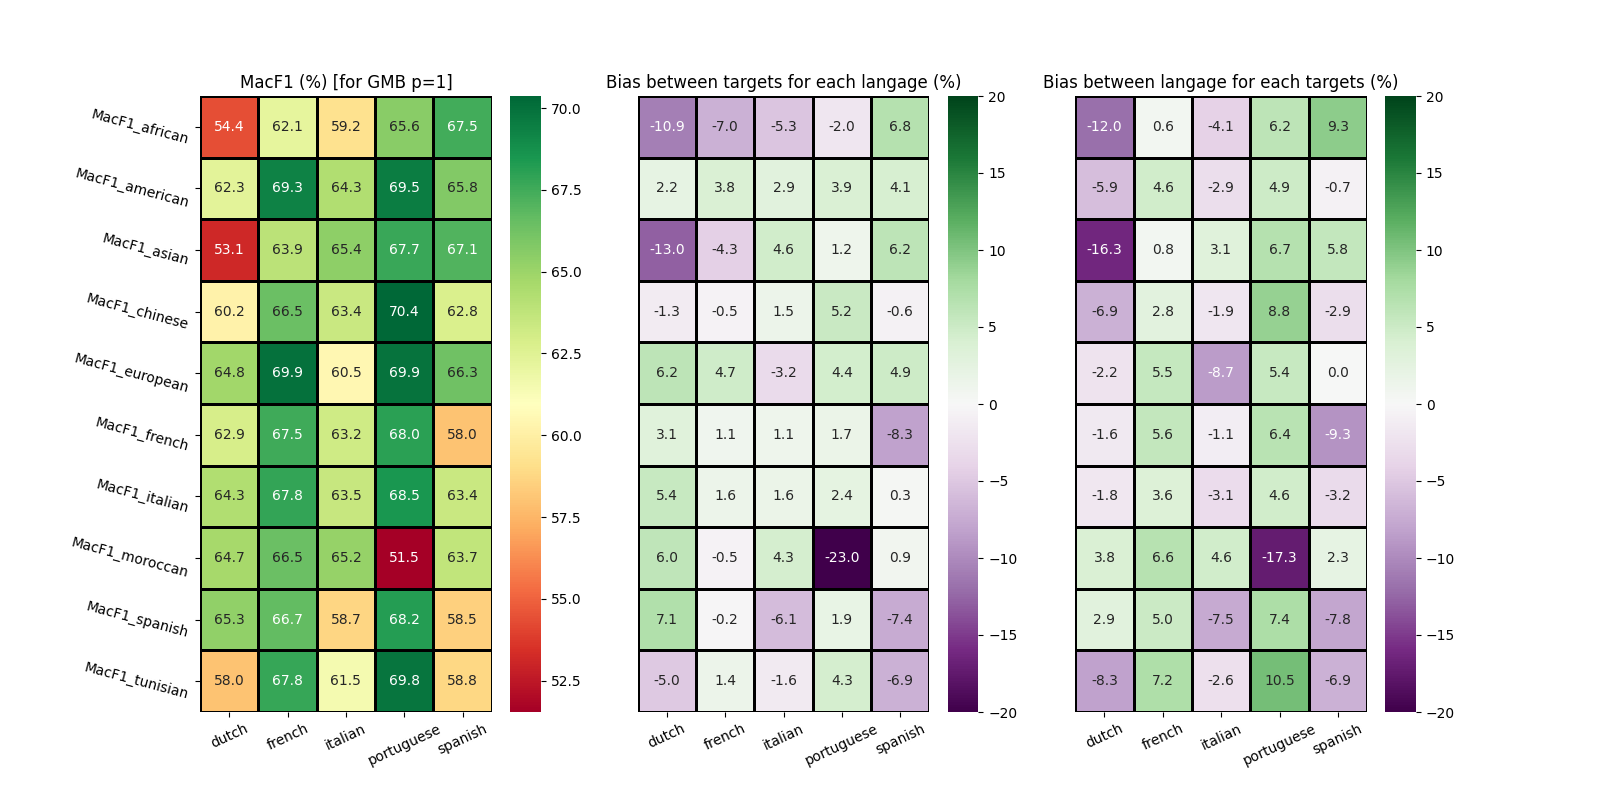 MacF1 (%) [for GMB p=1]
MacF1_african 54.4 62.1 59.2 65.6 67.5
MacF1_american 62.3 69.3 64.3 69.5 65.8
MacF1_asian 53.1 63.9 65.4 67.7 67.1
MacF1_chinese 60.2 66.5 63.4 70.4 62.8
MacF1_european 64.8 69.9 60.5 69.9 66.3
MacF1_french 62.9 67.5 63.2 68.0 58.0
MacF1_italian 64.3 67.8 63.5 68.5 63.4
MacF1_moroccan 64.7 66.5 65.2 51.5 63.7
MacF1_spanish 65.3 66.7 58.7 68.2 58.5
MacF1_tunisian 58.0 67.8 61.5 69.8 58.8
dutch french italian portuguese spanish
70.0
67.5
65.0
62.5
60.0
57.5
55.0
52.5
Bias between targets for each langage (%)
-10.9 -7.0 -5.3 -2.0 6.8
2.2 3.8 2.9 3.9 4.1
-13.0 -4.3 4.6 1.2 6.2
-1.3 -0.5 1.5 5.2 -0.6
6.2 4.7 -3.2 4.4 4.9
3.1 1.1 1.1 1.7 -8.3
5.4 1.6 1.6 2.4 0.3
6.0 -0.5 4.3 -23.0 0.9
7.1 -0.2 -6.1 1.9 -7.4
-5.0 1.4 -1.6 4.3 -6.9
dutch french italian portuguese spanish
20
15
10
5
0
−5
−10
−15
−20
Bias between langage for each targets (%)
-12.0 0.6 -4.1 6.2 9.3
-5.9 4.6 -2.9 4.9 -0.7
-16.3 0.8 3.1 6.7 5.8
-6.9 2.8 -1.9 8.8 -2.9
-2.2 5.5 -8.7 5.4 0.0
-1.6 5.6 -1.1 6.4 -9.3
-1.8 3.6 -3.1 4.6 -3.2
3.8 6.6 4.6 -17.3 2.3
2.9 5.0 -7.5 7.4 -7.8
-8.3 7.2 -2.6 10.5 -6.9
dutch french italian portuguese spanish
20
15
10
5
0
−5
−10
−15
−20